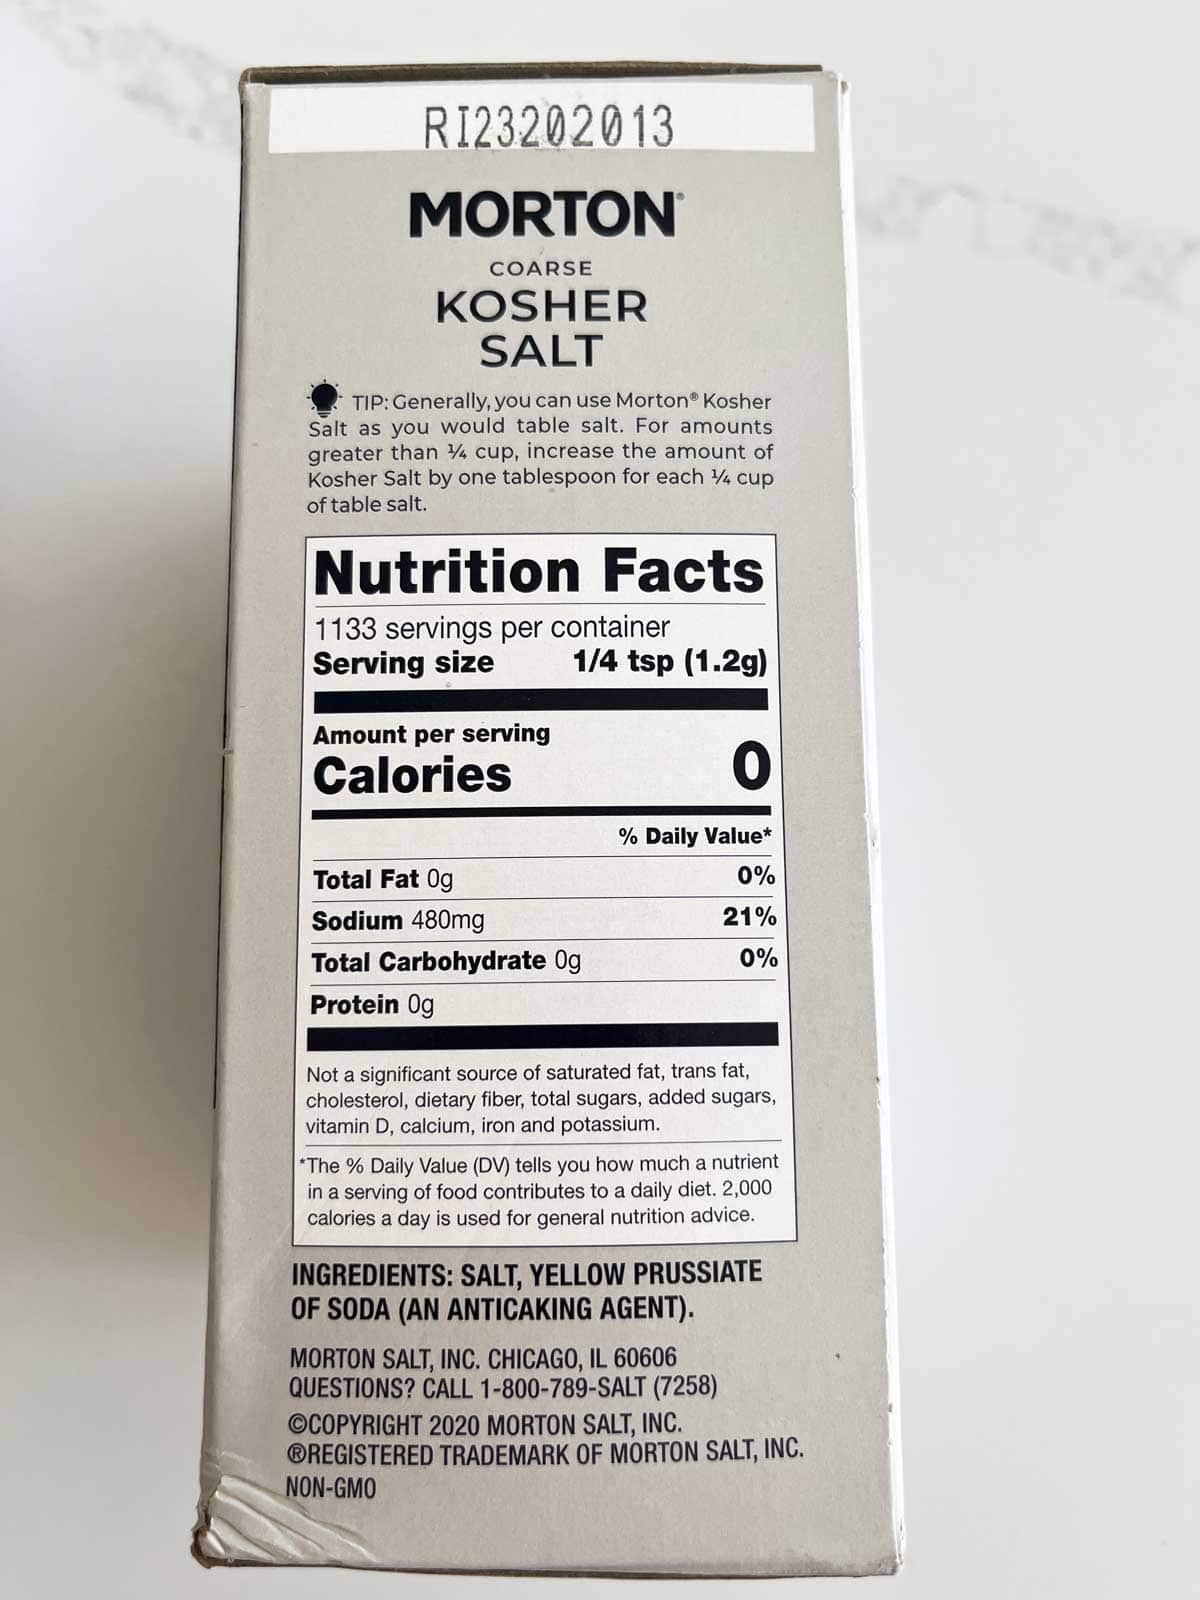 RI23202013
MORTON®
COARSE
KOSHER
SALT
TIP: Generally, you can use Morton® Kosher
Salt as you would table salt. For amounts
greater than ¼ cup, increase the amount of
Kosher Salt by one tablespoon for each ¼ cup
of table salt.
Nutrition Facts
1133 servings per container
Serving size 1/4 tsp (1.2g)
Amount per serving
Calories 0
% Daily Value*
Total Fat 0g 0%
Sodium 480mg 21%
Total Carbohydrate 0g 0%
Protein 0g
Not a significant source of saturated fat, trans fat,
cholesterol, dietary fiber, total sugars, added sugars,
vitamin D, calcium, iron and potassium.
*The % Daily Value (DV) tells you how much a nutrient
in a serving of food contributes to a daily diet. 2,000
calories a day is used for general nutrition advice.
INGREDIENTS: SALT, YELLOW PRUSSIATE
OF SODA (AN ANTICAKING AGENT).
MORTON SALT, INC. CHICAGO, IL 60606
QUESTIONS? CALL 1-800-789-SALT (7258)
©COPYRIGHT 2020 MORTON SALT, INC.
®REGISTERED TRADEMARK OF MORTON SALT, INC.
NON-GMO